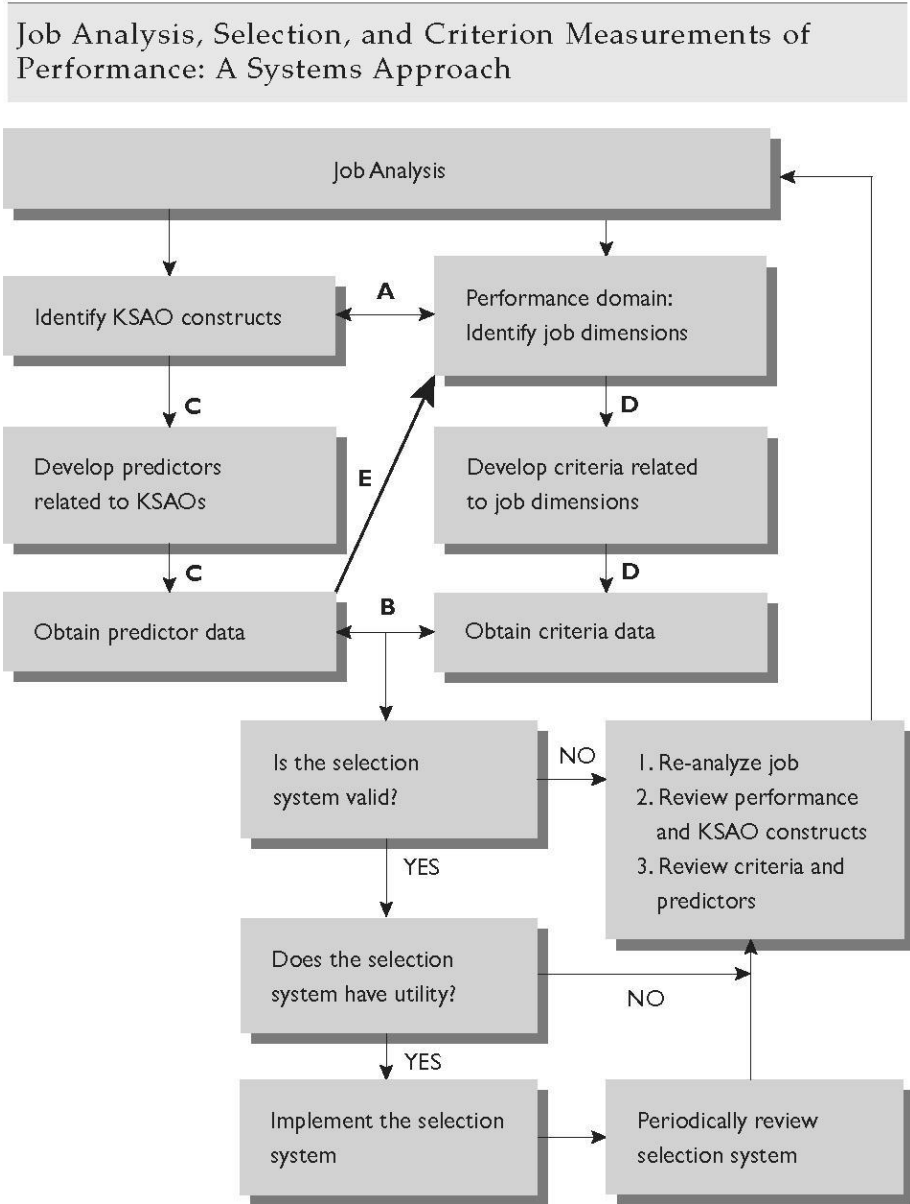 Job Analysis, Selection, and Criterion Measurements of
Performance: A Systems Approach
Job Analysis
Identify KSAO constructs
A
Performance domain:
Identify job dimensions
C
D
Develop predictors
related to KSAOs
E
Develop criteria related
to job dimensions
C
D
Obtain predictor data
B
Obtain criteria data
Is the selection
system valid?
NO
1. Re-analyze job
2. Review performance
and KSAO constructs
3. Review criteria and
predictors
YES
Does the selection
system have utility?
NO
YES
Implement the selection
system
Periodically review
selection system